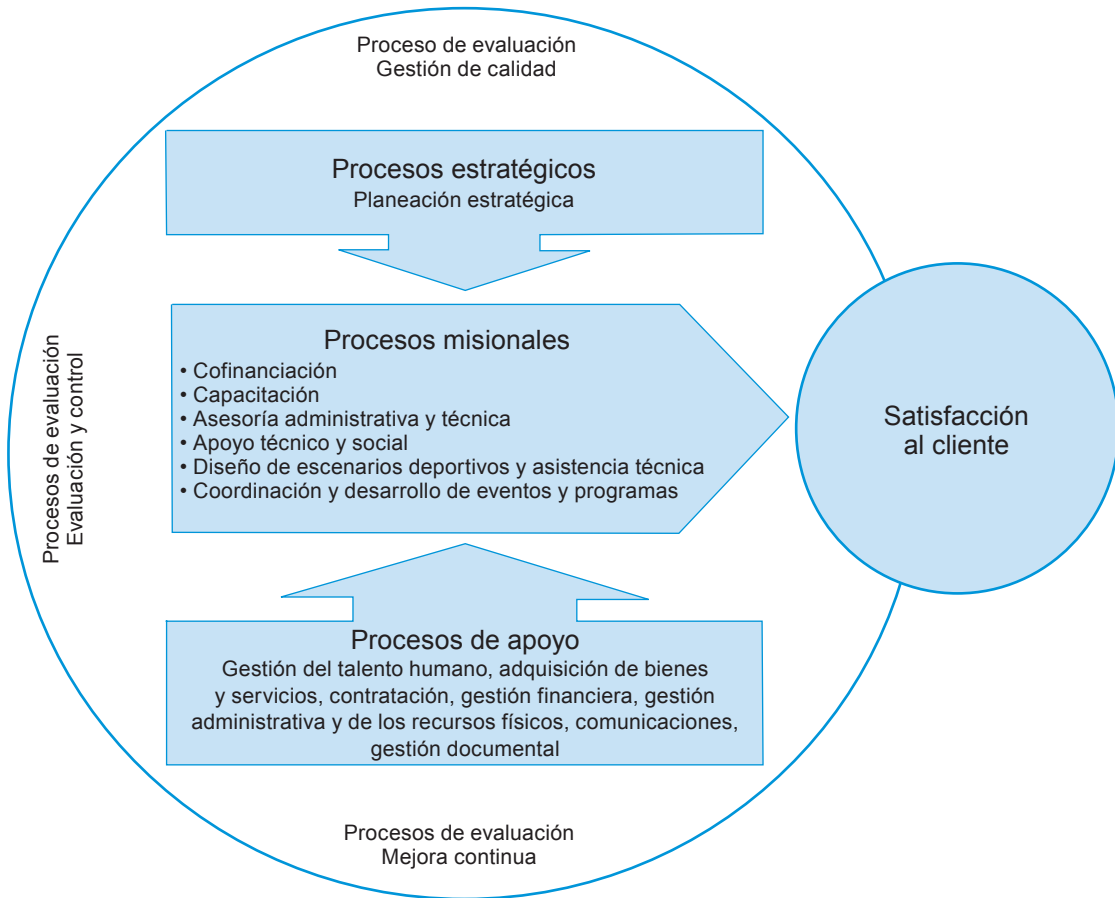 Proceso de evaluación
Gestión de calidad
Procesos estratégicos
Planeación estratégica
Procesos misionales
• Cofinanciación
• Capacitación
• Asesoría administrativa y técnica
• Apoyo técnico y social
• Diseño de escenarios deportivos y asistencia técnica
• Coordinación y desarrollo de eventos y programas
Procesos de evaluación
Evaluación y control
Satisfacción
al cliente
Procesos de apoyo
Gestión del talento humano, adquisición de bienes
y servicios, contratación, gestión financiera, gestión
administrativa y de los recursos físicos, comunicaciones,
gestión documental
Procesos de evaluación
Mejora continua